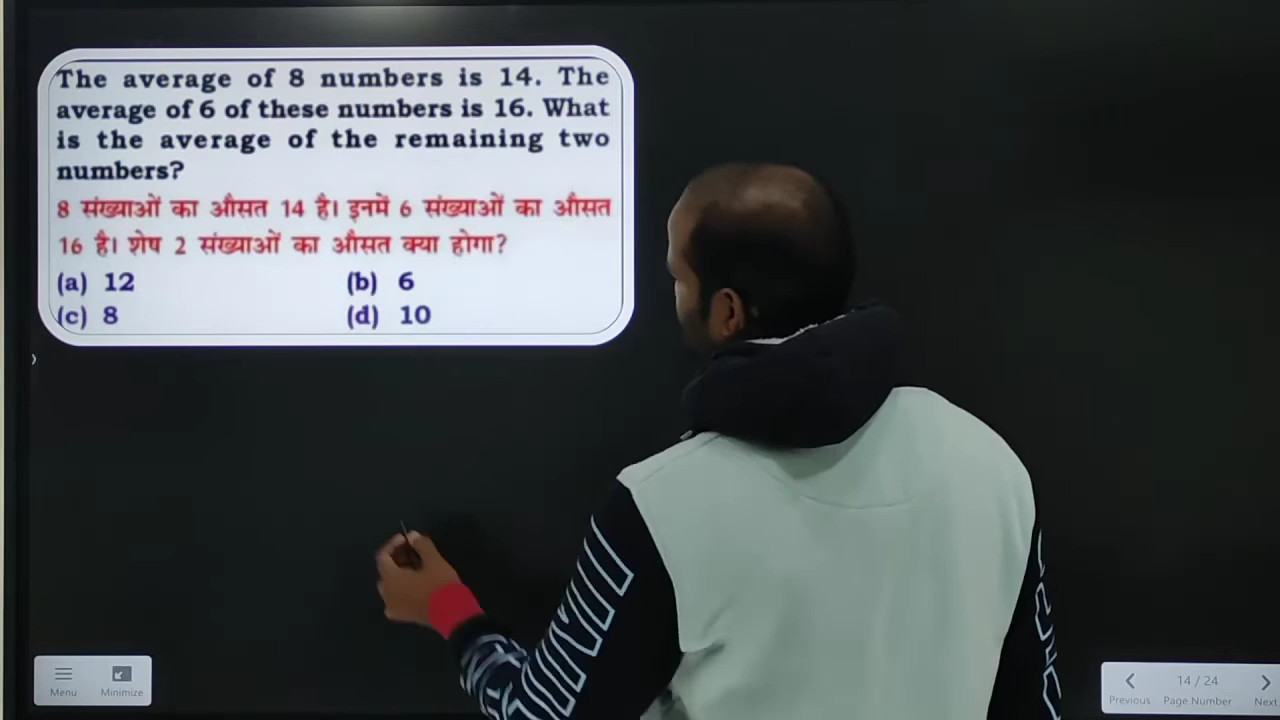 The average of 8 numbers is 14. The
average of 6 of these numbers is 16. What
is the average of the remaining two
numbers?
8 संख्याओं का औसत 14 है। इनमें 6 संख्याओं का औसत
16 है। शेष 2 संख्याओं का औसत क्या होगा?
(a) 12 (b) 6
(c) 8 (d) 10
Menu Minimize
14 / 24
Previous Page Number Next